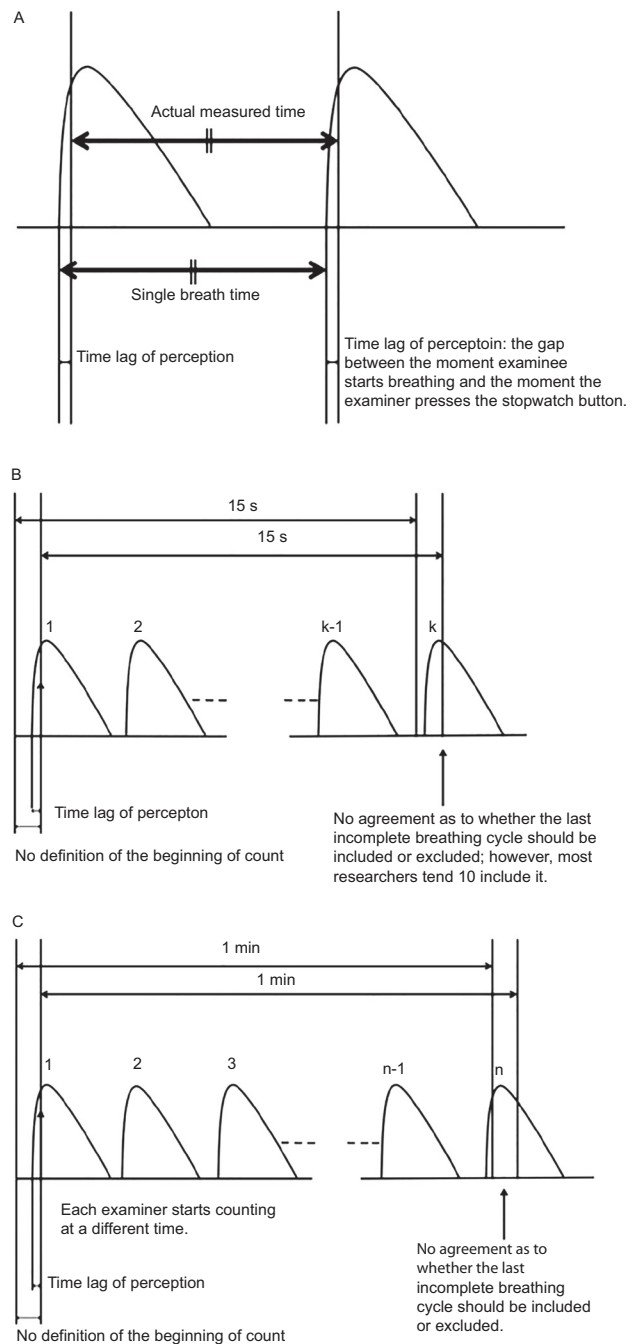 A
Actual measured time
Single breath time
Time lag of perception
Time lag of perceptoin: the gap
between the moment examinee
starts breathing and the moment the
examiner presses the stopwatch button.
B
15 s
15 s
1
2
k-1
k
Time lag of percepton
No definition of the beginning of count
No agreement as to whether the last
incomplete breathing cycle should be
included or excluded; however, most
researchers tend 10 include it.
C
1 min
1 min
1
2
3
n-1
n
Each examiner starts counting
at a different time.
Time lag of perception
No definition of the beginning of count
No agreement as to
whether the last
incomplete breathing
cycle should be included
or excluded.